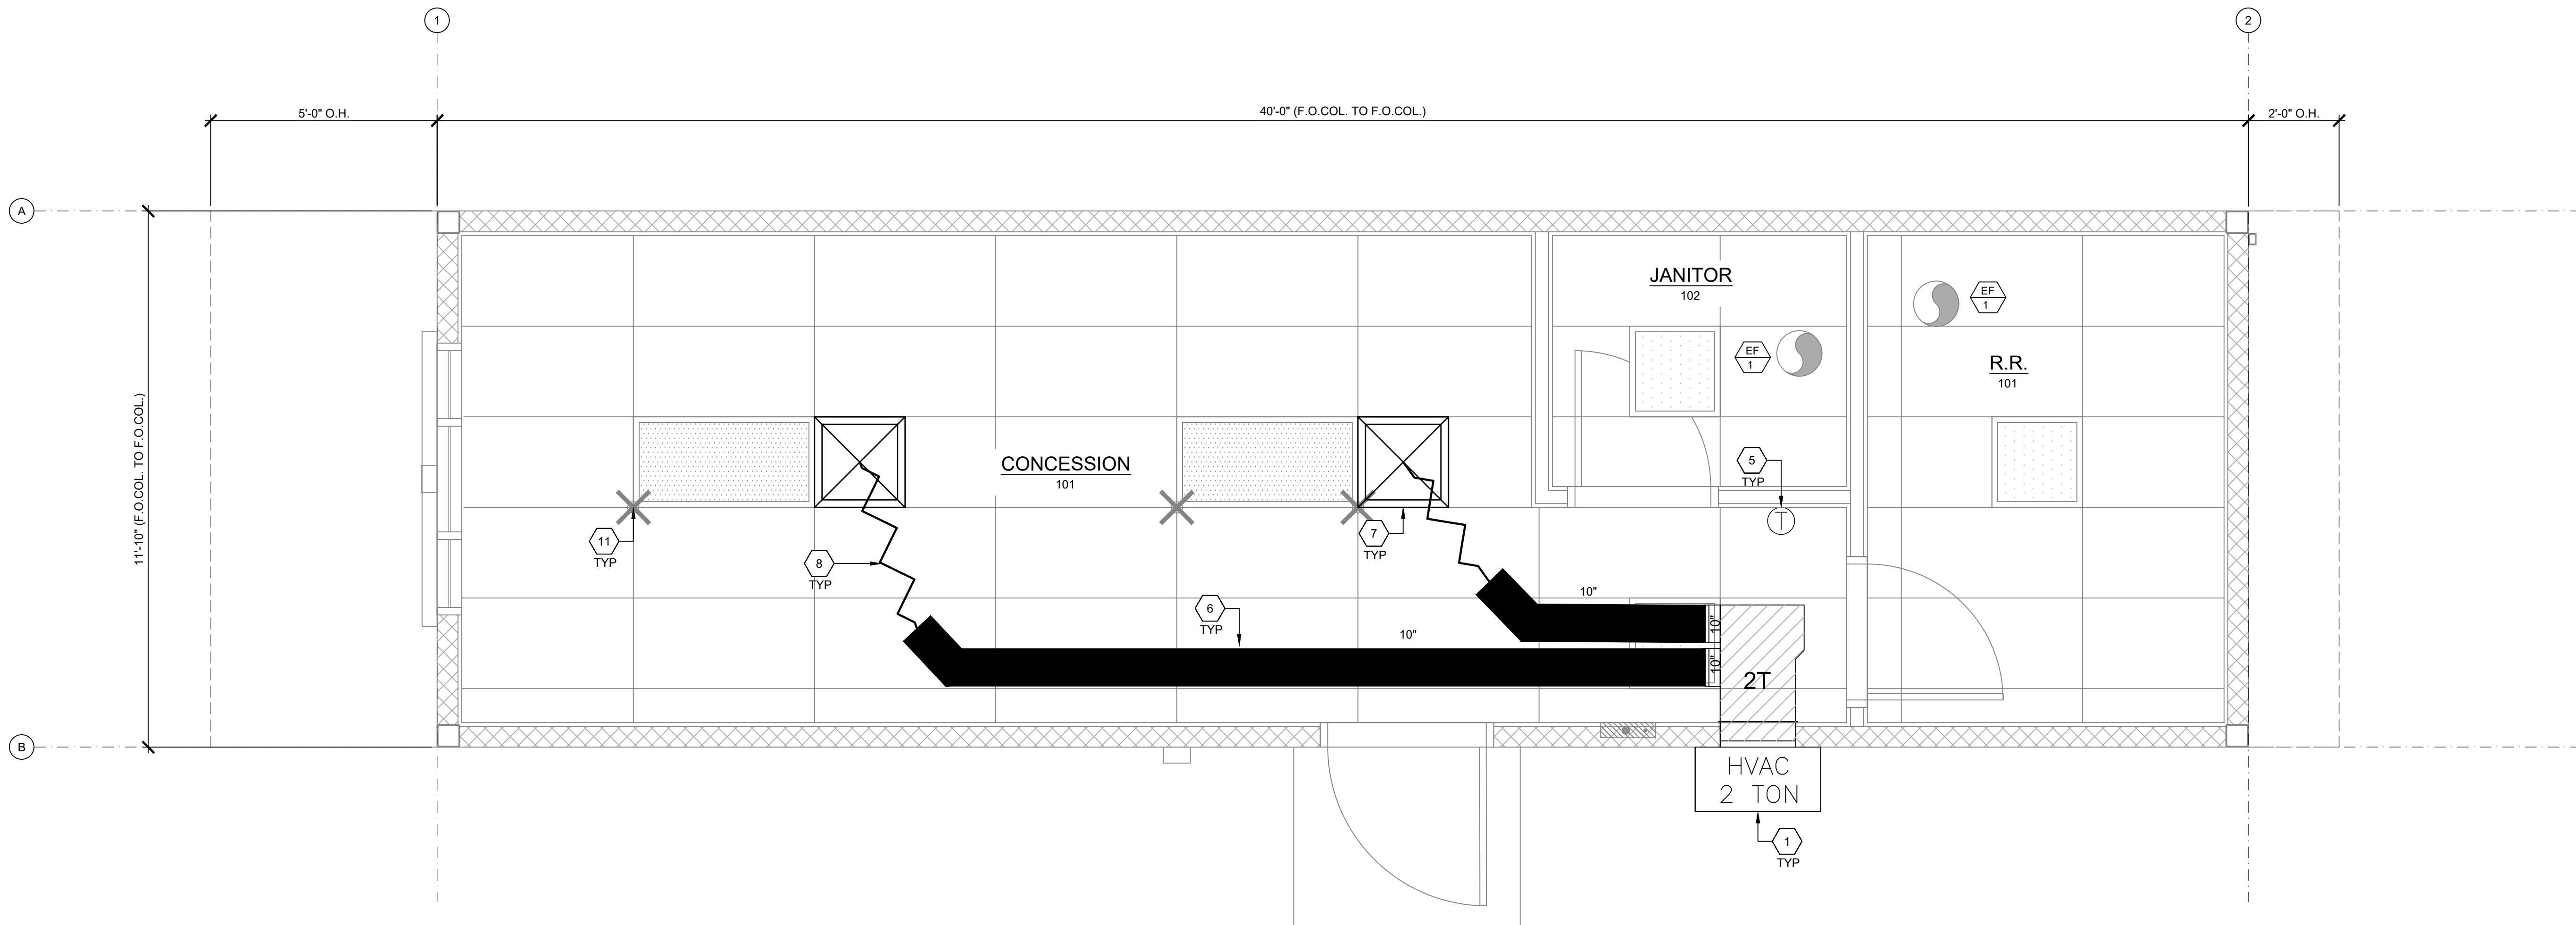 1
2
5'-0" O.H.
40'-0" (F.O.COL. TO F.O.COL.)
2'-0" O.H.
A
11'-10" (F.O.COL. TO F.O.COL.)
B
JANITOR
102
EF
1
EF
1
R.R.
101
CONCESSION
101
5
TYP
T
11
TYP
7
TYP
8
TYP
6
TYP
10"
10"
10"
10"
2T
HVAC
2 TON
1
TYP